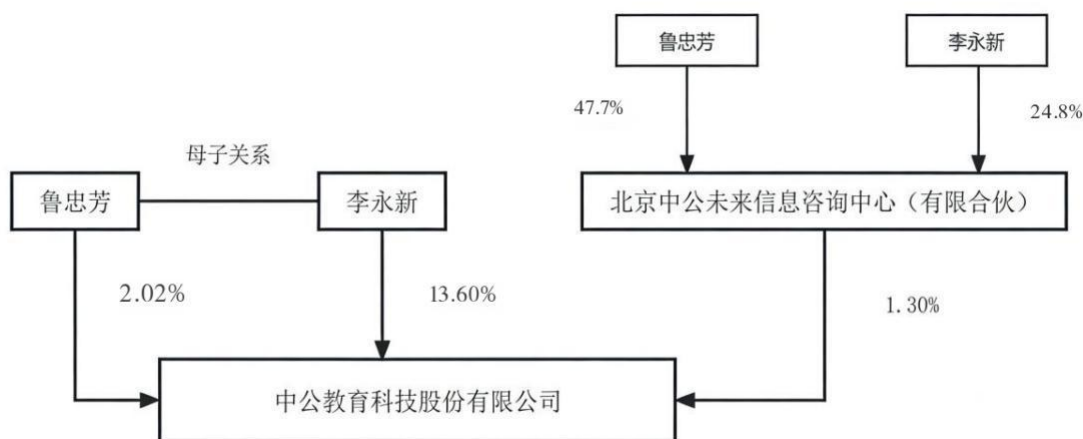 鲁忠芳
李永新
47.7%
24.8%
母子关系
鲁忠芳
李永新
北京中公未来信息咨询中心（有限合伙）
2.02%
13.60%
1.30%
中公教育科技股份有限公司